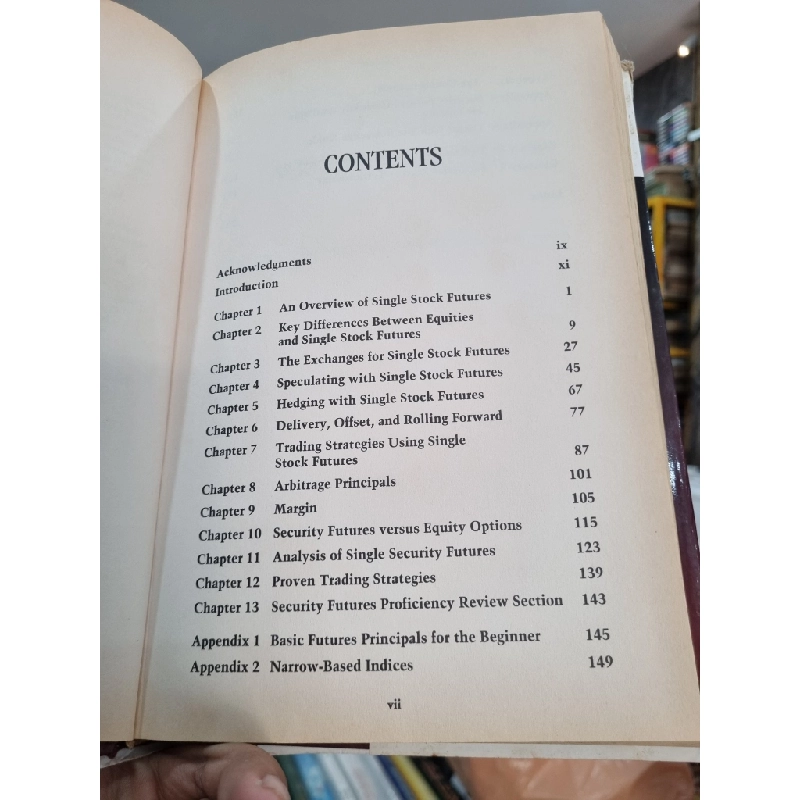 CONTENTS
Acknowledgments ix
Introduction xi
Chapter 1 An Overview of Single Stock Futures 1
Chapter 2 Key Differences Between Equities
and Single Stock Futures 9
Chapter 3 The Exchanges for Single Stock Futures 27
Chapter 4 Speculating with Single Stock Futures 45
Chapter 5 Hedging with Single Stock Futures 67
Chapter 6 Delivery, Offset, and Rolling Forward 77
Chapter 7 Trading Strategies Using Single
Stock Futures 87
Chapter 8 Arbitrage Principals 101
Chapter 9 Margin 105
Chapter 10 Security Futures versus Equity Options 115
Chapter 11 Analysis of Single Security Futures 123
Chapter 12 Proven Trading Strategies 139
Chapter 13 Security Futures Proficiency Review Section 143
Appendix 1 Basic Futures Principals for the Beginner 145
Appendix 2 Narrow-Based Indices 149
vii